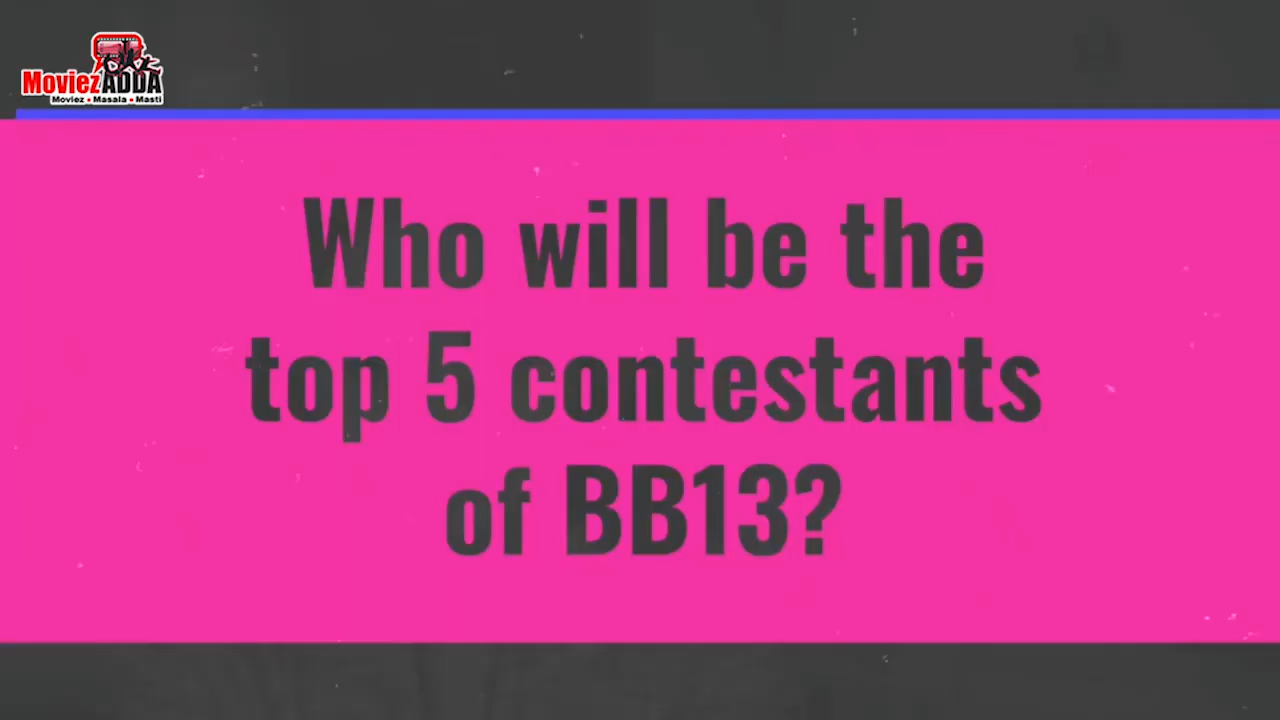 MoviezADDA
Moviez • Masala • Masti
Who will be the
top 5 contestants
of BB13?